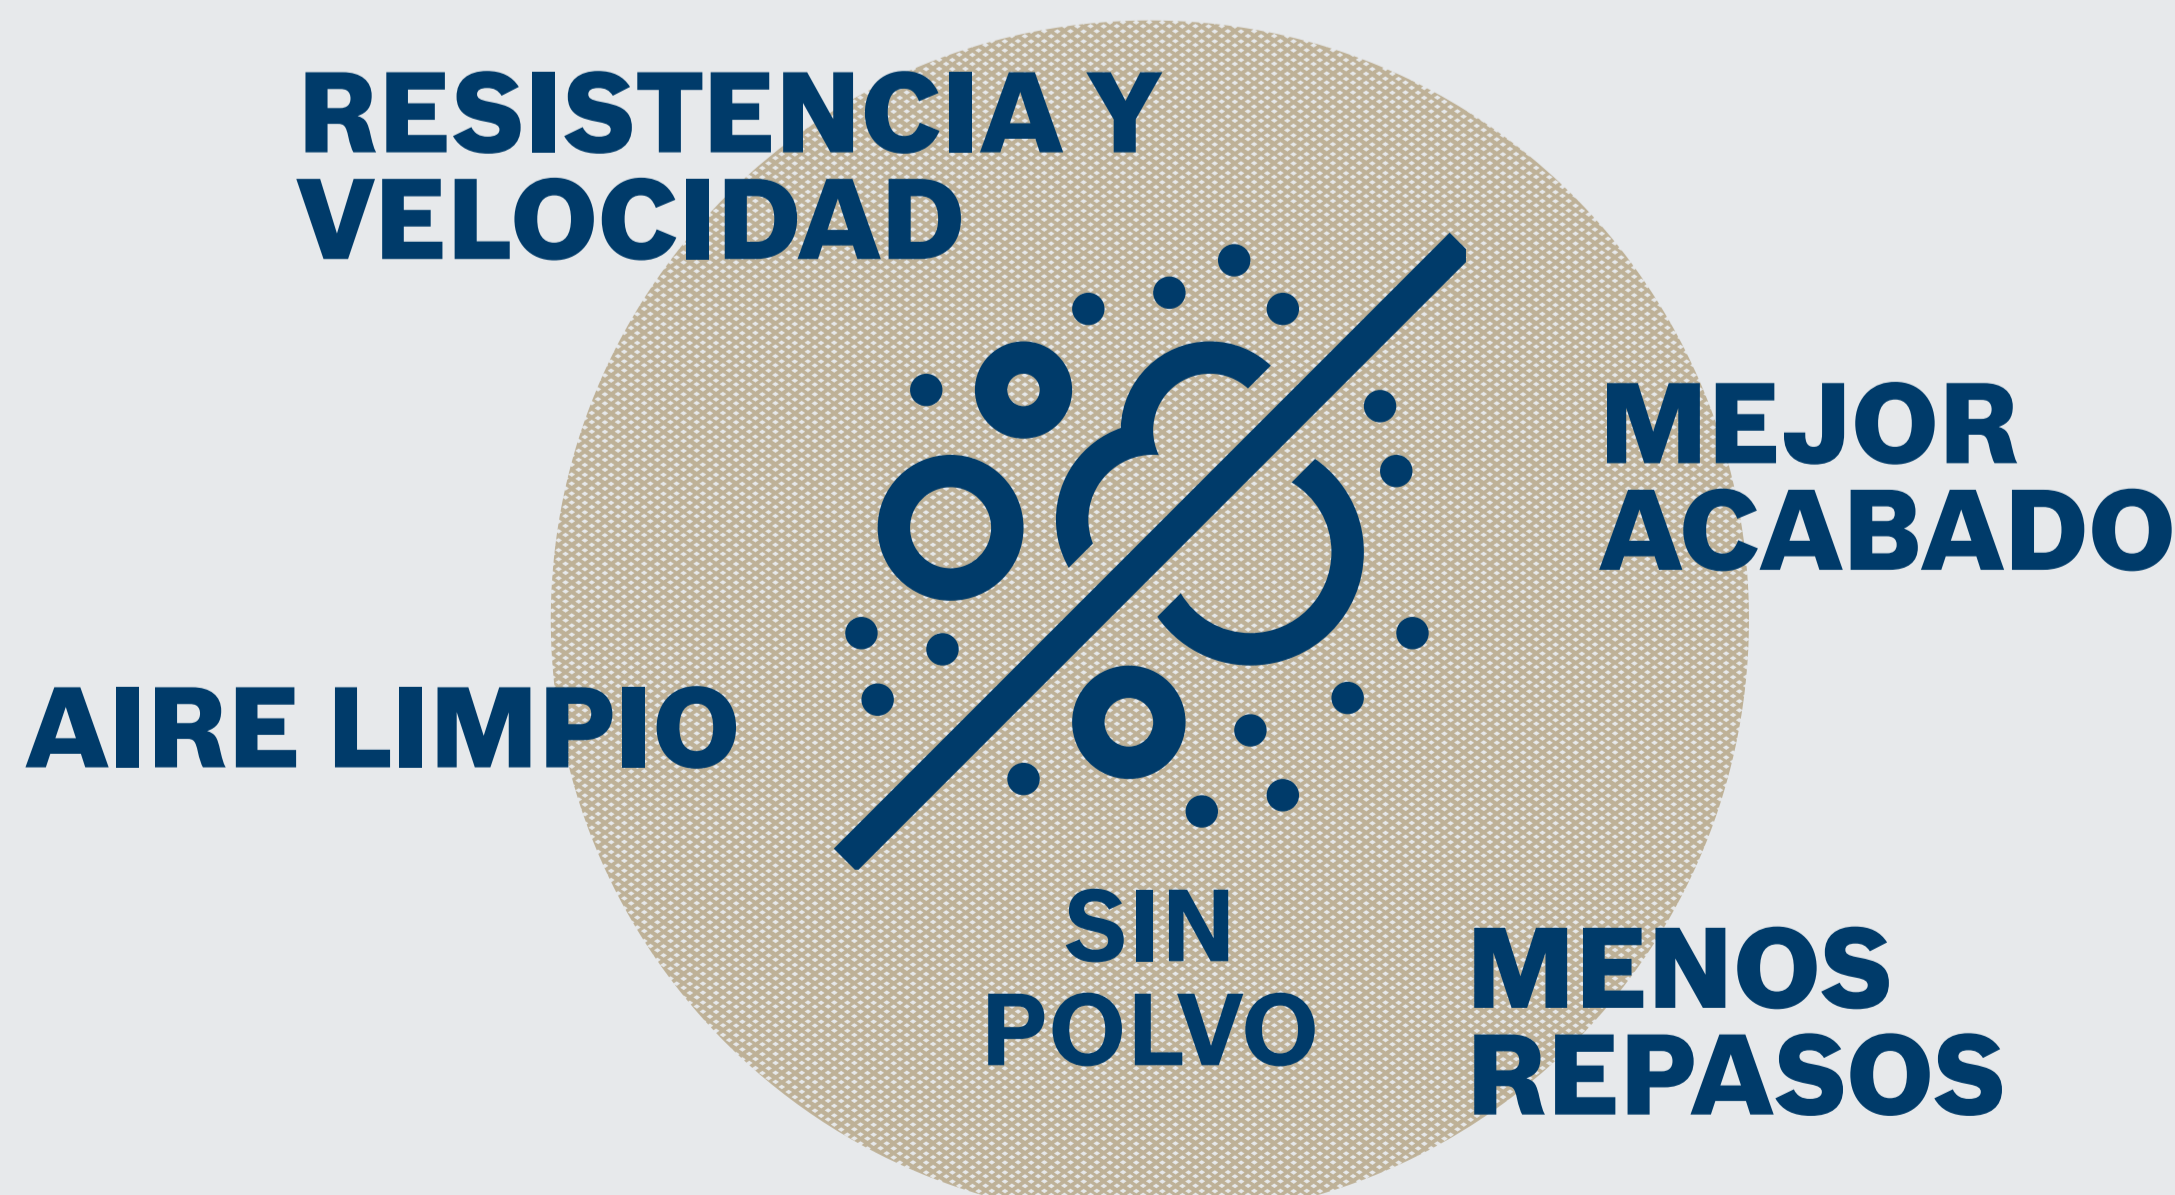 RESISTENCIA Y
VELOCIDAD
MEJOR
ACABADO
AIRE LIMPIO
SIN
POLVO
MENOS
REPASOS